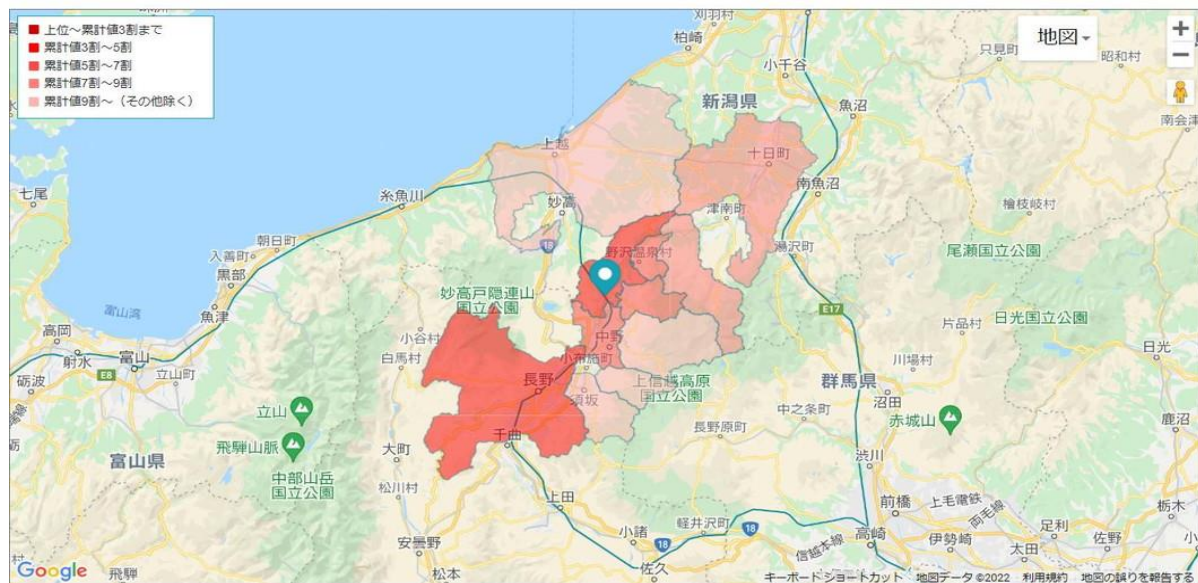 上位～累計値3割まで
累計値3割～5割
累計値5割～7割
累計値7割～9割
累計値9割～（その他除く）
地図
刈羽村
柏崎
小千谷
只見町
昭和村
新潟県
魚沼
南会津
上越
十日町
七尾
糸魚川
妙高
津南町
南魚沼
檜枝岐村
朝日町
入善町
黒部
18
野沢温泉村
湯沢町
尾瀬国立公園
富山湾
魚津
妙高戸隠連山
国立公園
E17
日光国立公園
高岡
射水
富山
小谷村
中野
片品村
日光
砺波
E8
立山町
白馬村
小布施町
川場村
長野
上信越高原
国立公園
群馬県
沼田
立山
須坂
中之条町
赤城山
鹿沼
飛騨山脈
大町
千曲
長野原町
富山県
中部山岳
国立公園
松川村
渋川
上田
前橋
上毛電鉄
両毛線
栃木
安曇野
小諸
軽井沢町
18
信越本線
高崎
伊勢崎
足利
佐野
太田
Google
飛騨
松本
佐久
キーボード ショートカット
地図データ ©2022
利用規約
地図の誤りを報告する